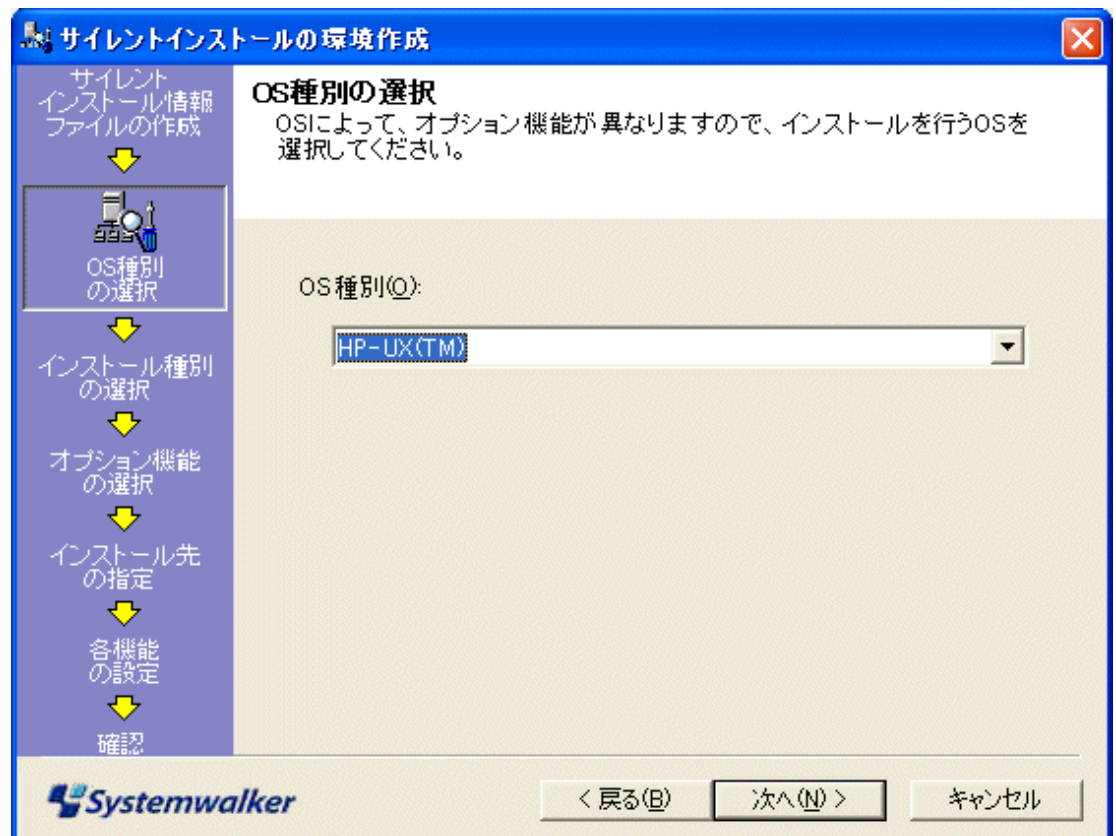 サイレントインストールの環境作成
サイレント
インストール情報
ファイルの作成
OS種別
の選択
インストール種別
の選択
オプション機能
の選択
インストール先
の指定
各機能
の設定
確認
OS種別の選択
OSによって、オプション機能が異なりますので、インストールを行うOSを
選択してください。
OS種別(O):
HP-UX(TM)
Systemwalker
< 戻る(B)
次へ(N) >
キャンセル